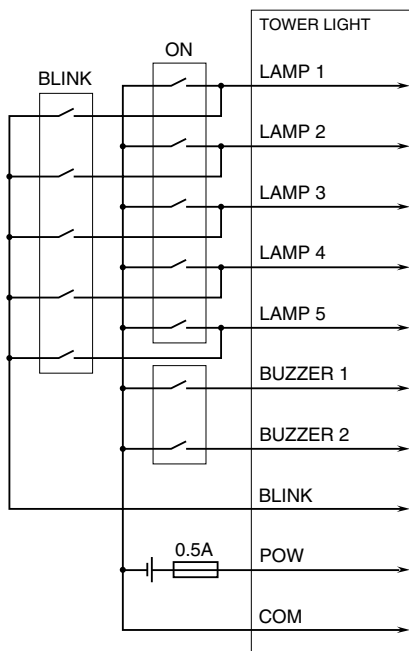 TOWER LIGHT
ON
LAMP 1
BLINK
LAMP 2
LAMP 3
LAMP 4
LAMP 5
BUZZER 1
BUZZER 2
BLINK
0.5A
POW
COM